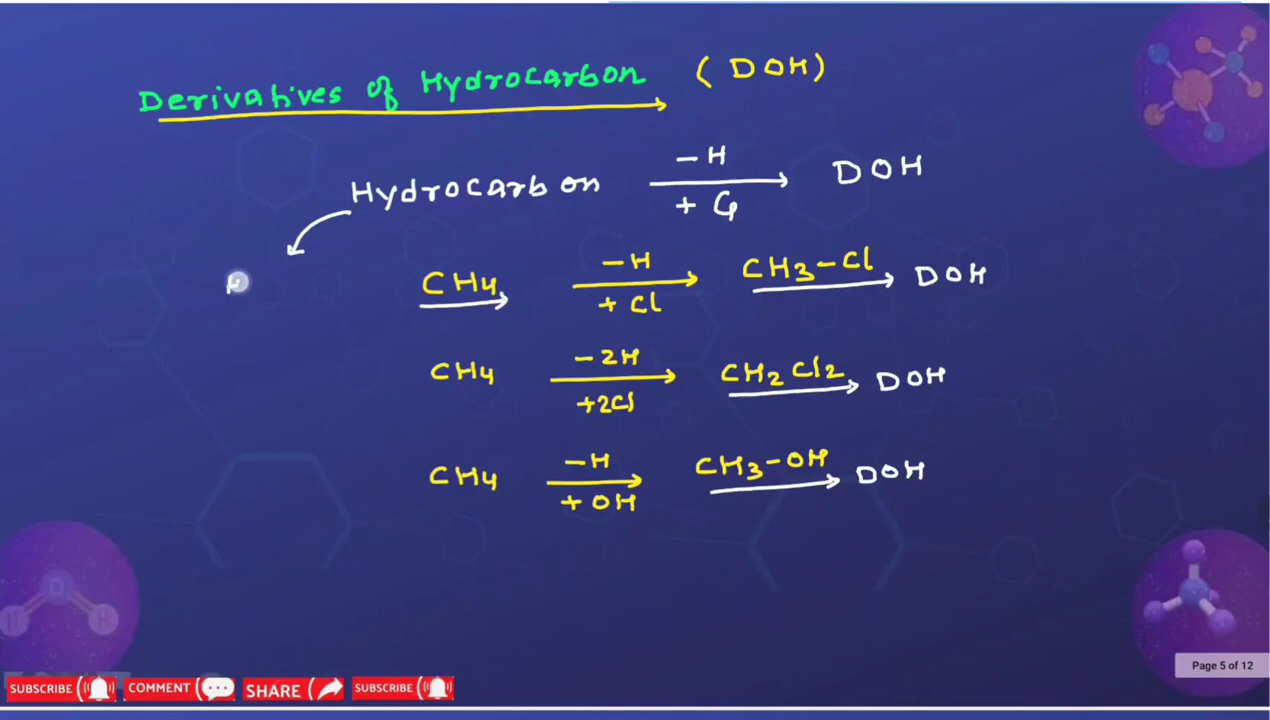 Derivatives of Hydrocarbon (DOH)
Hydrocarbon -H + G DOH
CH4 -H + Cl CH3-Cl DOH
CH4 -2H +2Cl CH2Cl2 DOH
CH4 -H + OH CH3-OH DOH
O
H H
Page 5 of 12
SUBSCRIBE COMMENT SHARE SUBSCRIBE